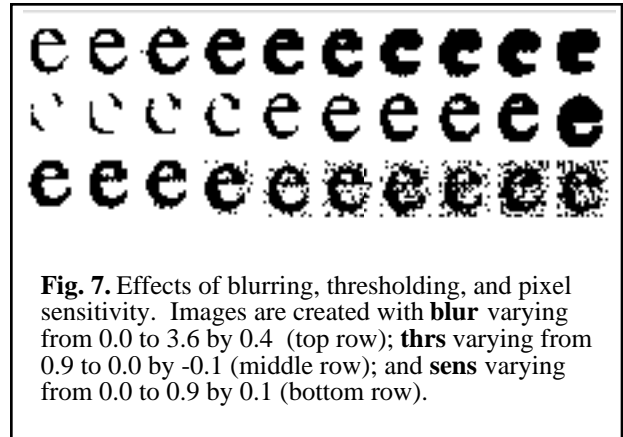 e e e e e e e e e e
e e e e e e e
e e e e e e e e e e
Fig. 7. Effects of blurring, thresholding, and pixel
sensitivity. Images are created with blur varying
from 0.0 to 3.6 by 0.4 (top row); thrs varying from
0.9 to 0.0 by -0.1 (middle row); and sens varying
from 0.0 to 0.9 by 0.1 (bottom row).